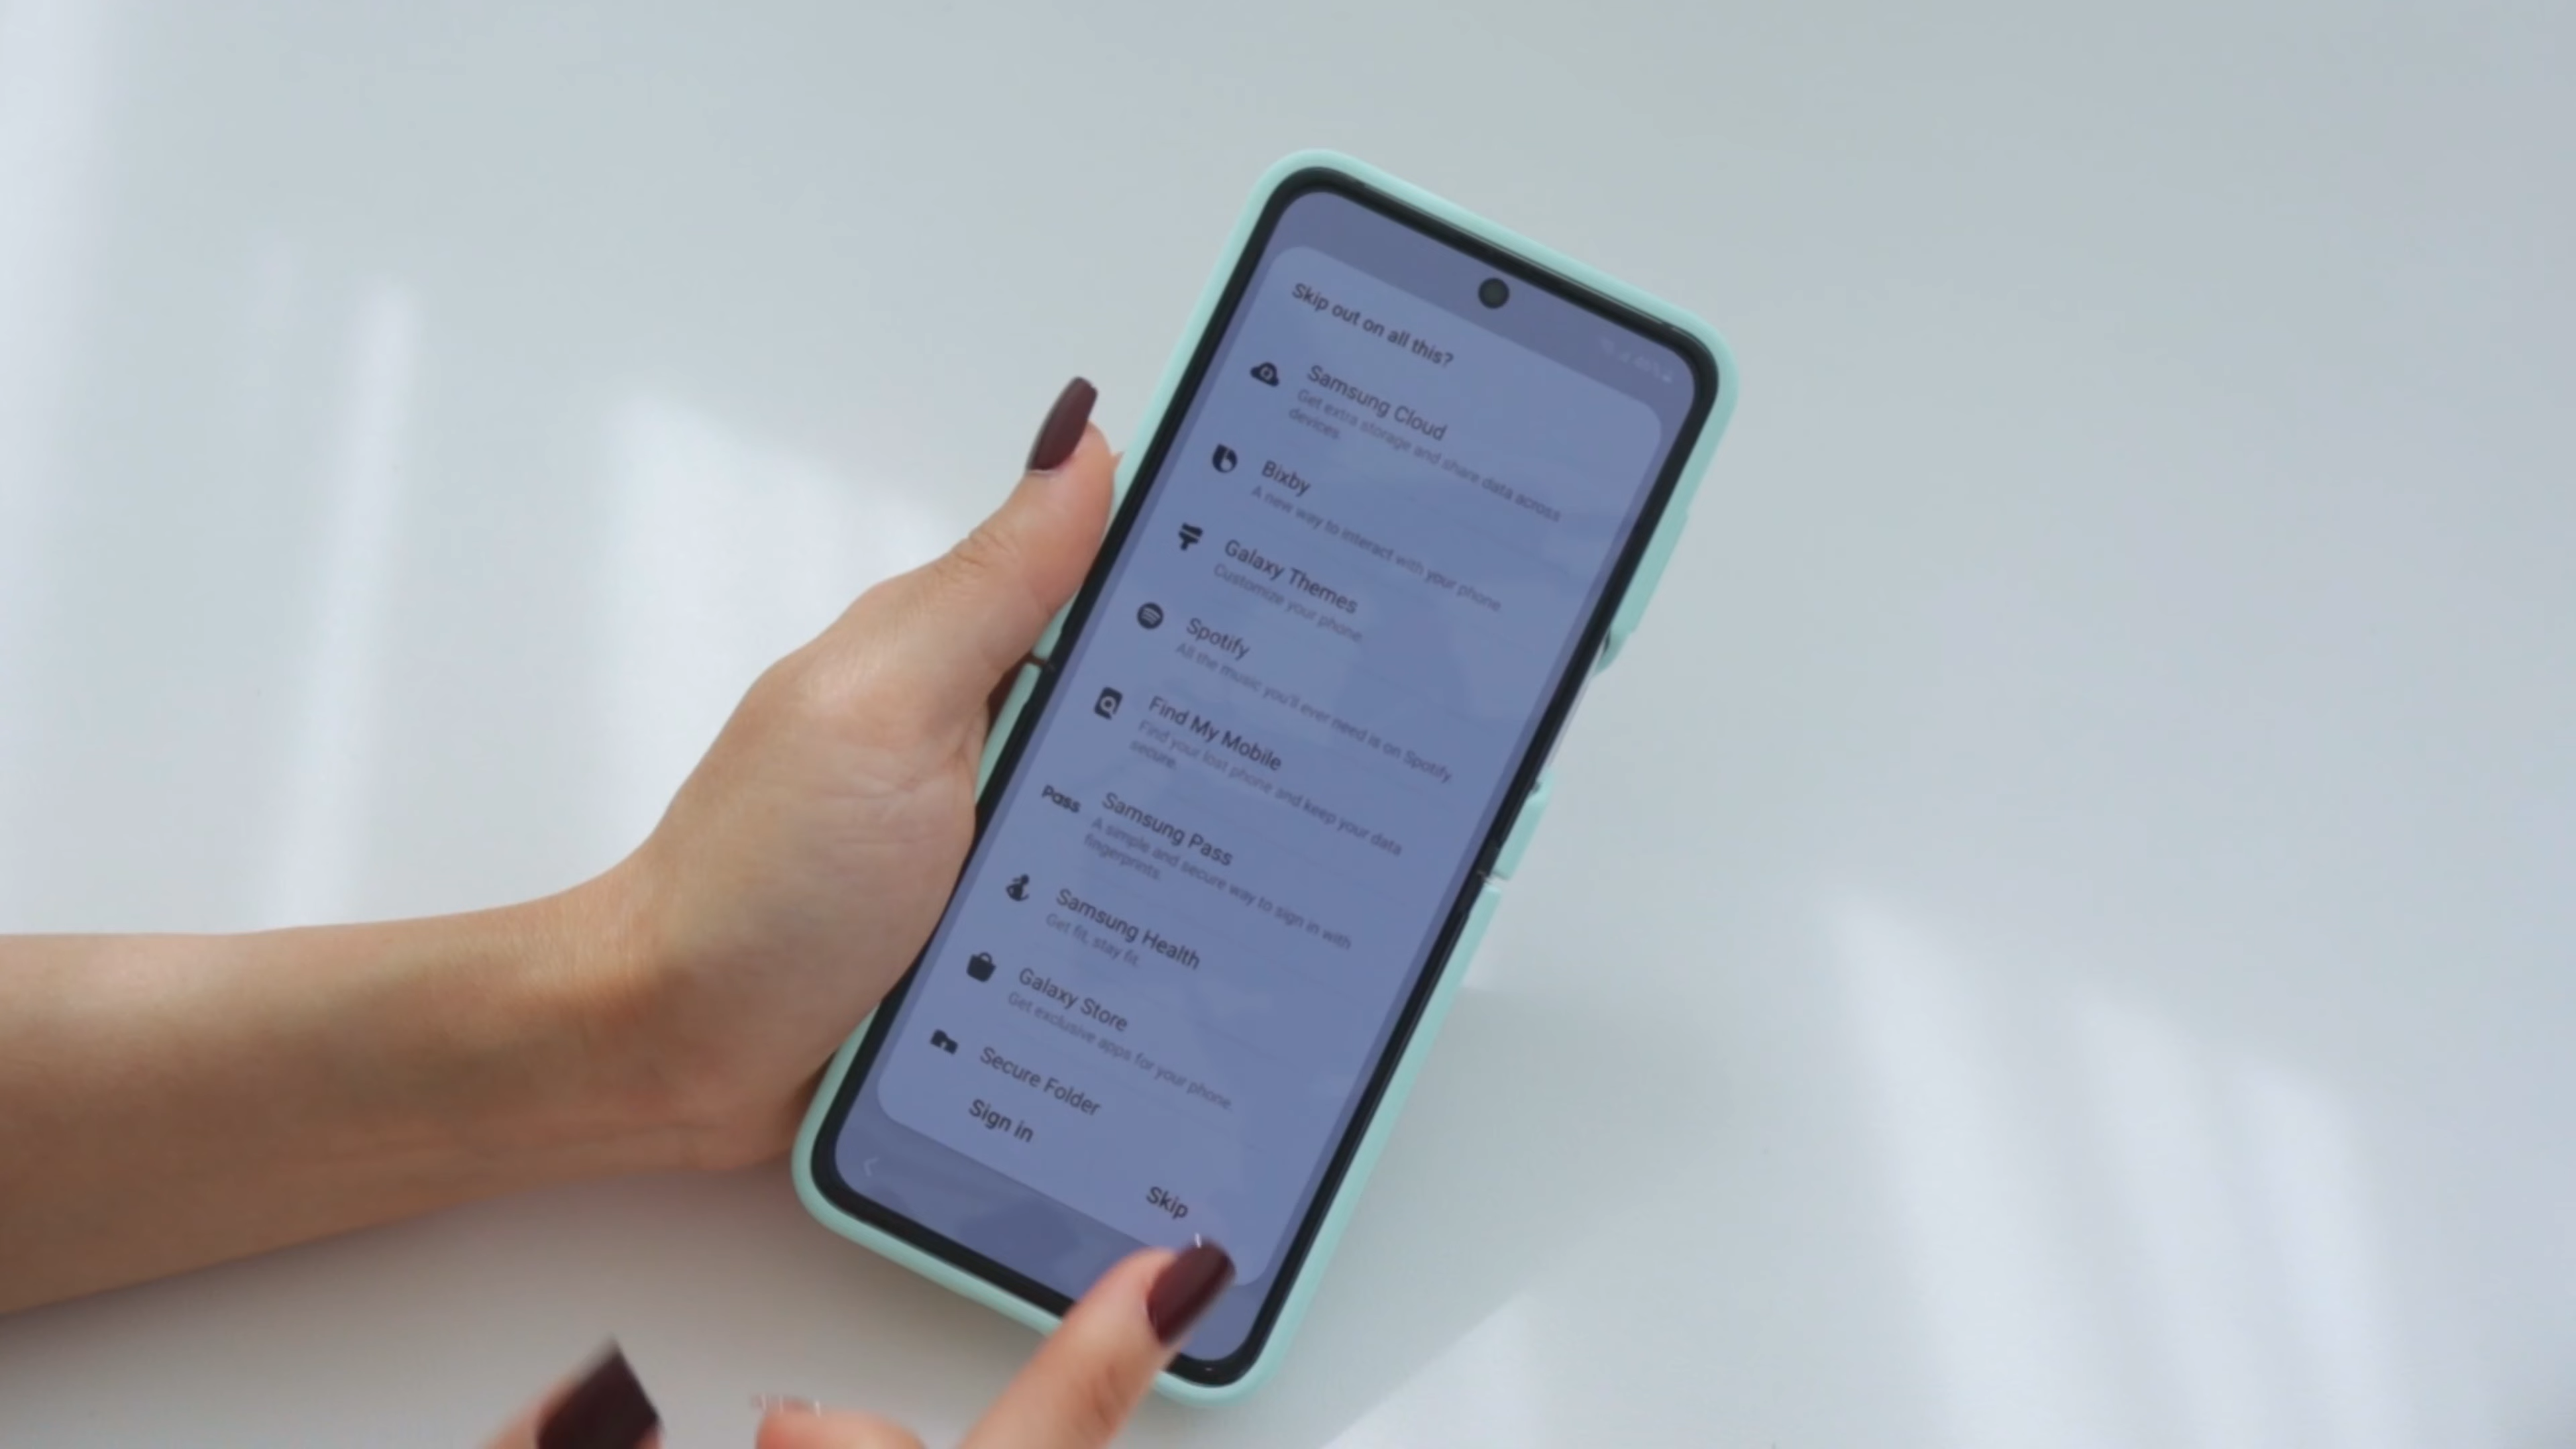 Skip out on all this?
Samsung Cloud
Get extra storage and share data across
devices.
Bixby
A new way to interact with your phone
Galaxy Themes
Customize your phone.
Spotify
All the music you'll ever need is on Spotify.
Find My Mobile
Find your lost phone and keep your data
secure.
Pass
Samsung Pass
A simple and secure way to sign in with
fingerprints.
Samsung Health
Get fit, stay fit.
Galaxy Store
Get exclusive apps for your phone.
Secure Folder
Sign in
Skip